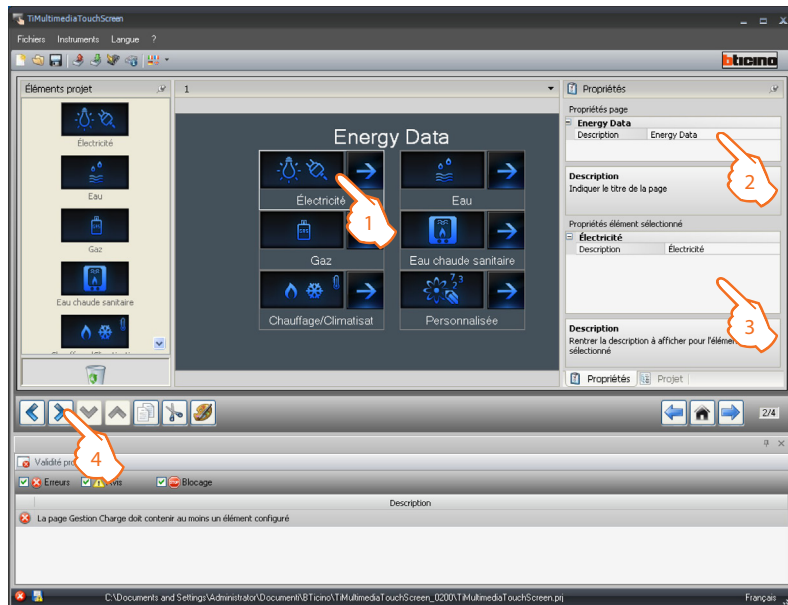 TiMultimediaTouchScreen
Fichiers Instruments Langue ?
bticino
Éléments projet
1
Propriétés
Électricité
Eau
Gaz
Eau chaude sanitaire
Energy Data
Électricité
Eau
Gaz
Eau chaude sanitaire
7,3
2
Chauffage/Climatisat
Personnalisée
1
Propriétés page
Energy Data
Description Energy Data
Description
Indiquer le titre de la page
2
Propriétés élément sélectionné
Électricité
Description Électricité
Description
Rentrer la description à afficher pour l'élém
sélectionné
3
Propriétés Projet
2/4
4
Validité pro
Erreurs
Blocage
Description
La page Gestion Charge doit contenir au moins un élément configuré
C:\Documents and Settings\Administrator\Documenti\BTicino\TiMultimediaTouchScreen_0200\TiMultimediaTouchScreen.prj
Français